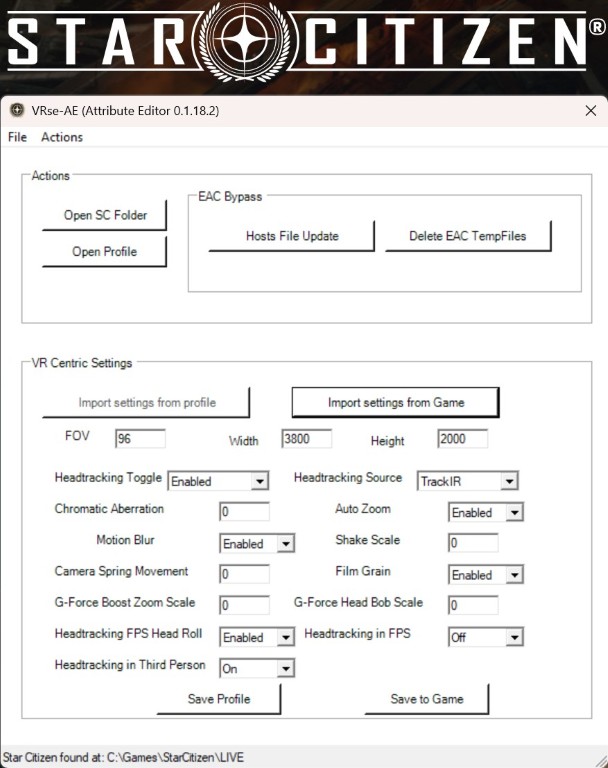 STAR CITIZEN®
VRse-AE (Attribute Editor 0.1.18.2)
File Actions
Actions
Open SC Folder
Open Profile
EAC Bypass
Hosts File Update Delete EAC TempFiles
VR Centric Settings
Import settings from profile Import settings from Game
FOV 96 Width 3800 Height 2000
Headtracking Toggle Enabled Headtracking Source TrackIR
Chromatic Aberration 0 Auto Zoom Enabled
Motion Blur Enabled Shake Scale 0
Camera Spring Movement 0 Film Grain Enabled
G-Force Boost Zoom Scale 0 G-Force Head Bob Scale 0
Headtracking FPS Head Roll Enabled Headtracking in FPS Off
Headtracking in Third Person On
Save Profile Save to Game
Star Citizen found at: C:\Games\StarCitizen\LIVE